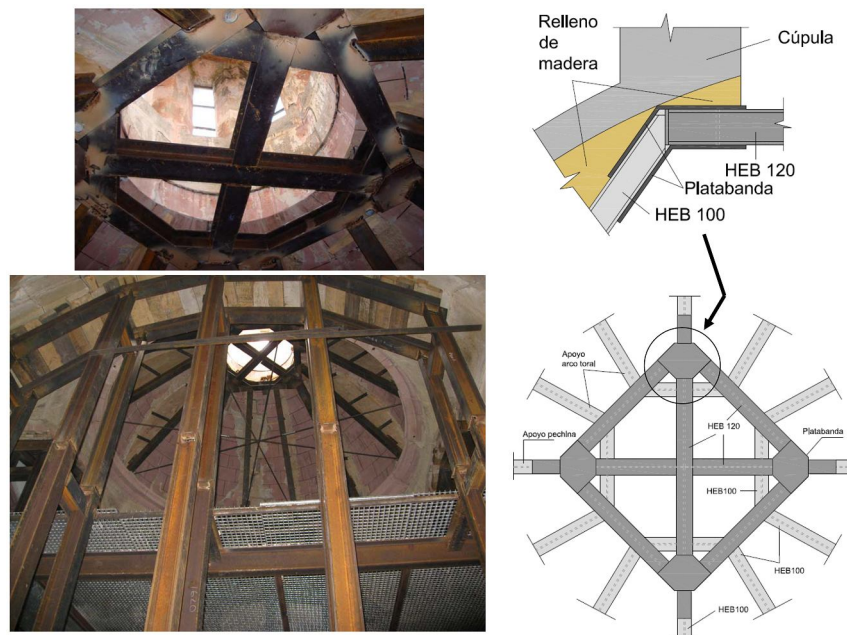 Relleno
de
madera
Cúpula
HEB 120
Platabanda
HEB 100
Apoyo
arco toral
HEB 120
Apoyo pechina
Platabanda
HEB100
HEB100
HEB100